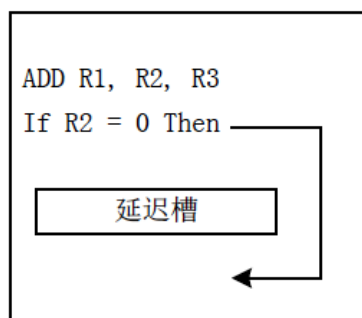 ADD R1, R2, R3
If R2 = 0 Then
延迟槽